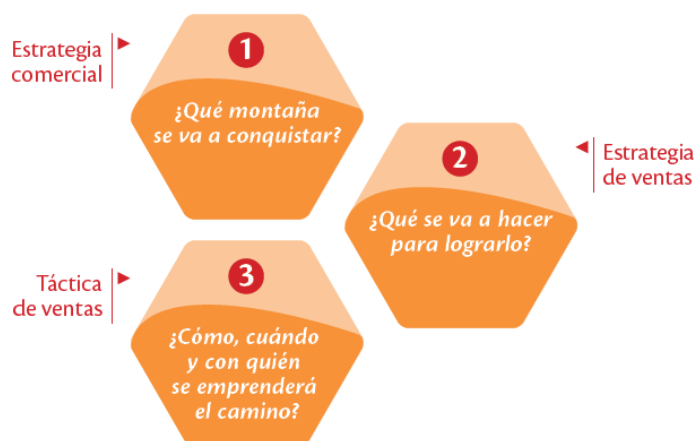 Estrategia
comercial
1
¿Qué montaña
se va a conquistar?
2
Estrategia
de ventas
¿Qué se va a hacer
para lograrlo?
Táctica
de ventas
3
¿Cómo, cuándo
y con quién
se emprenderá
el camino?